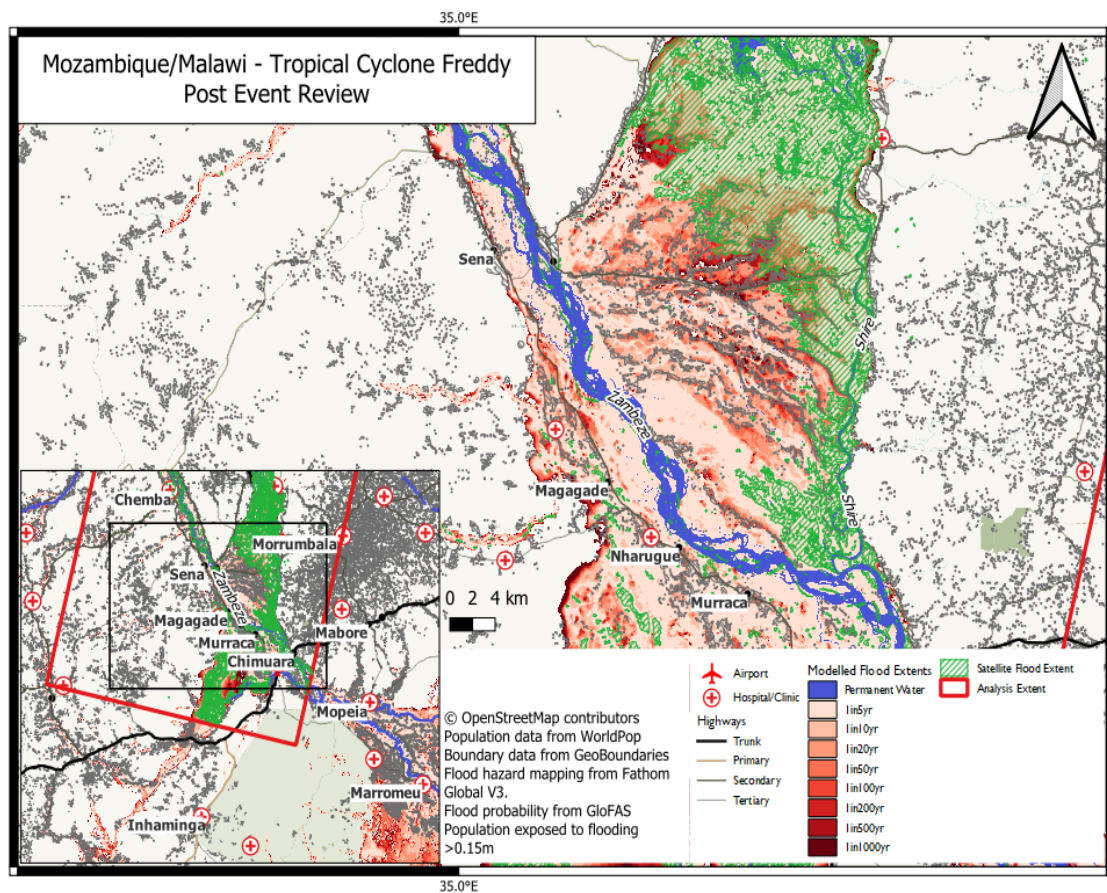 35.0°E
Mozambique/Malawi - Tropical Cyclone Freddy
Post Event Review
Sena
Shire
Zambeze
Magagade
Shire
Nharugue
Murraca
0 2 4 km
Chemba
Morrumbala
Sena
Zambeze
Magagade
Mabore
Murraca
Chimuara
Mopeia
Marromeu
Inhaminga
© OpenStreetMap contributors
Population data from WorldPop
Boundary data from GeoBoundaries
Flood hazard mapping from Fathom
Global V3.
Flood probability from GloFAS
Population exposed to flooding
>0.15m
Airport
Hospital/Clinic
Highways
Trunk
Primary
Secondary
Tertiary
Modelled Flood Extents
Permanent Water
1in5yr
1in10yr
1in20yr
1in50yr
1in100yr
1in200yr
1in500yr
1in1000yr
Satellite Flood Extent
Analysis Extent
35.0°E